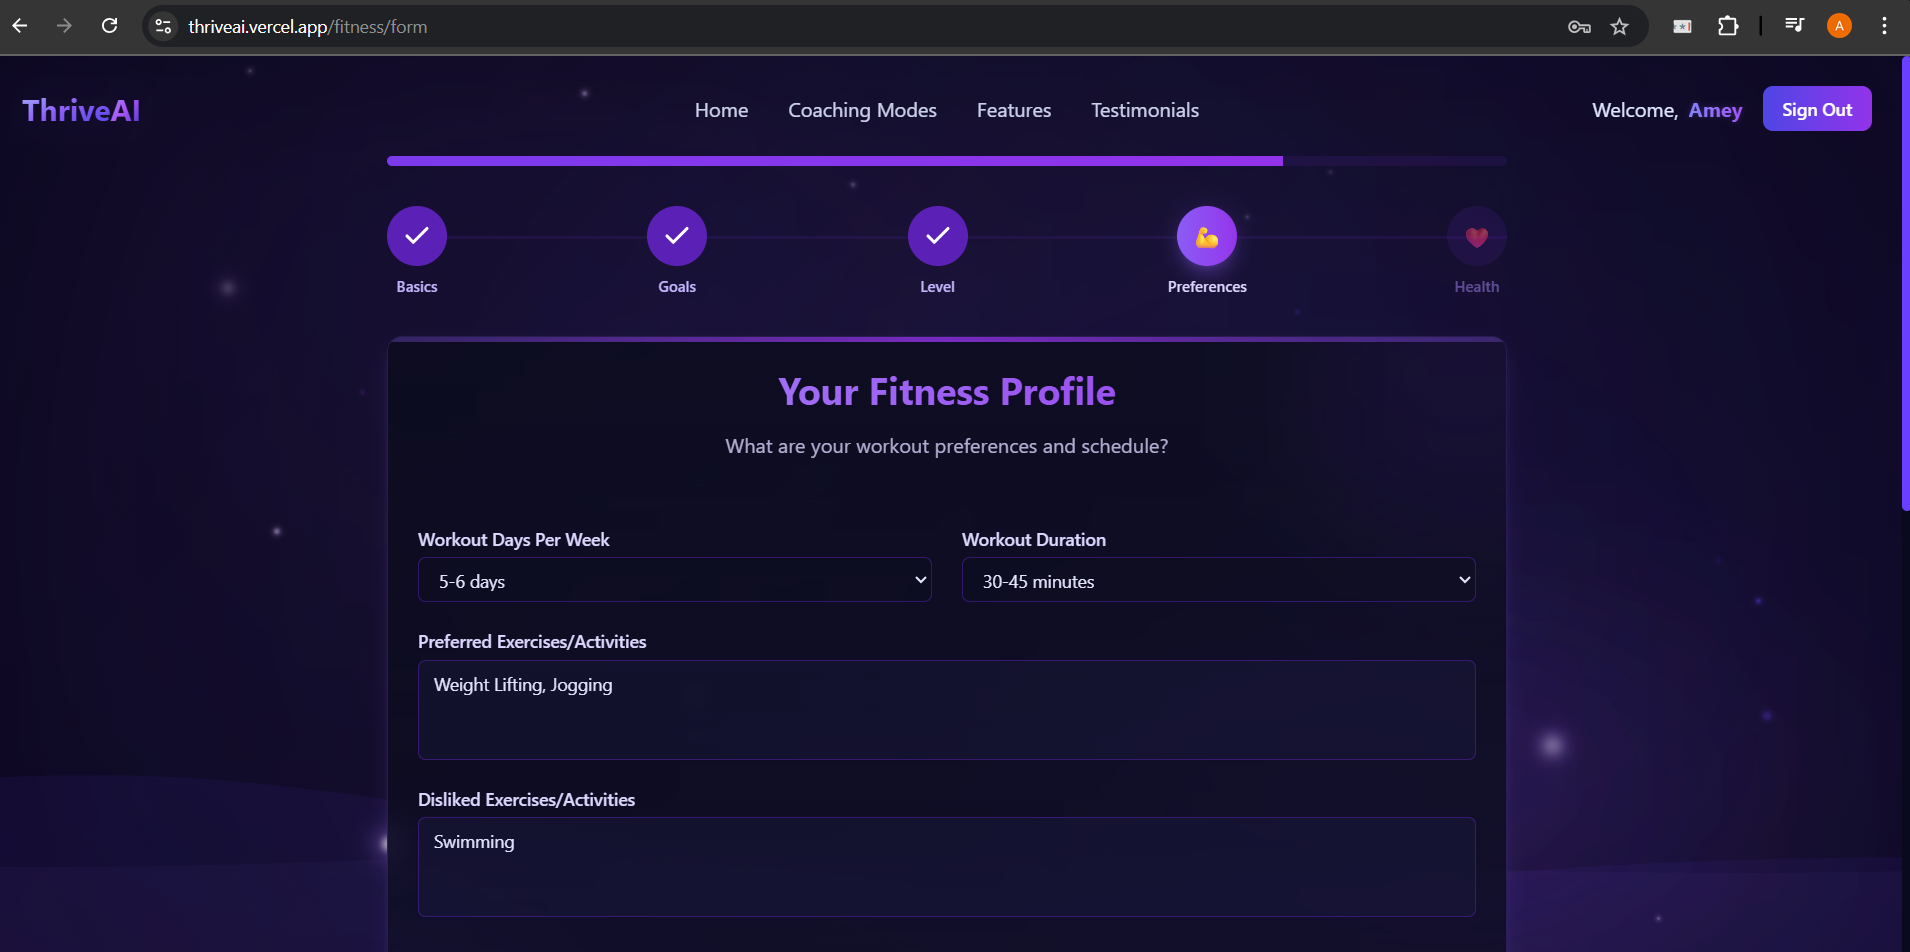 thriveai.vercel.app/fitness/form
A
ThriveAI
Home
Coaching Modes
Features
Testimonials
Welcome, Amey
Sign Out
Basics
Goals
Level
Preferences
Health
Your Fitness Profile
What are your workout preferences and schedule?
Workout Days Per Week
Workout Duration
5-6 days
30-45 minutes
Preferred Exercises/Activities
Weight Lifting, Jogging
Disliked Exercises/Activities
Swimming